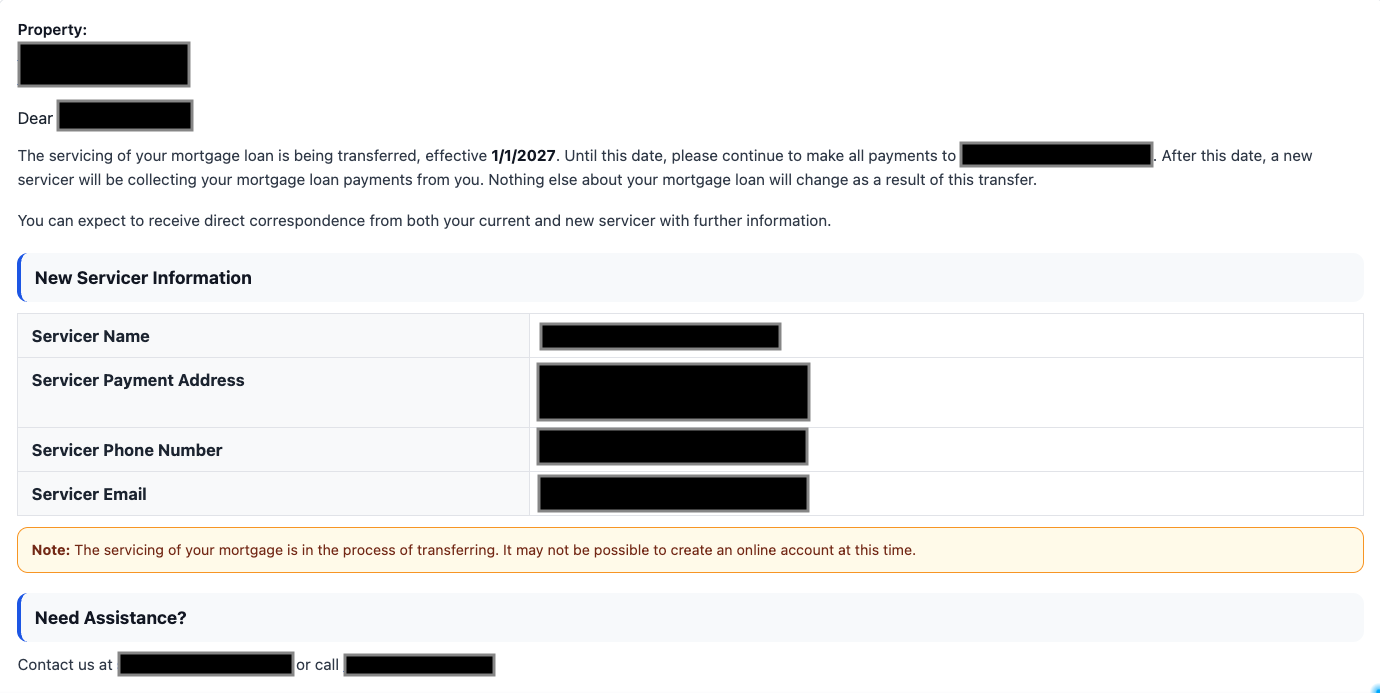 Property:
Dear
The servicing of your mortgage loan is being transferred, effective 1/1/2027. Until this date, please continue to make all payments to . After this date, a new
servicer will be collecting your mortgage loan payments from you. Nothing else about your mortgage loan will change as a result of this transfer.
You can expect to receive direct correspondence from both your current and new servicer with further information.
New Servicer Information
Servicer Name
Servicer Payment Address
Servicer Phone Number
Servicer Email
Note: The servicing of your mortgage is in the process of transferring. It may not be possible to create an online account at this time.
Need Assistance?
Contact us at or call